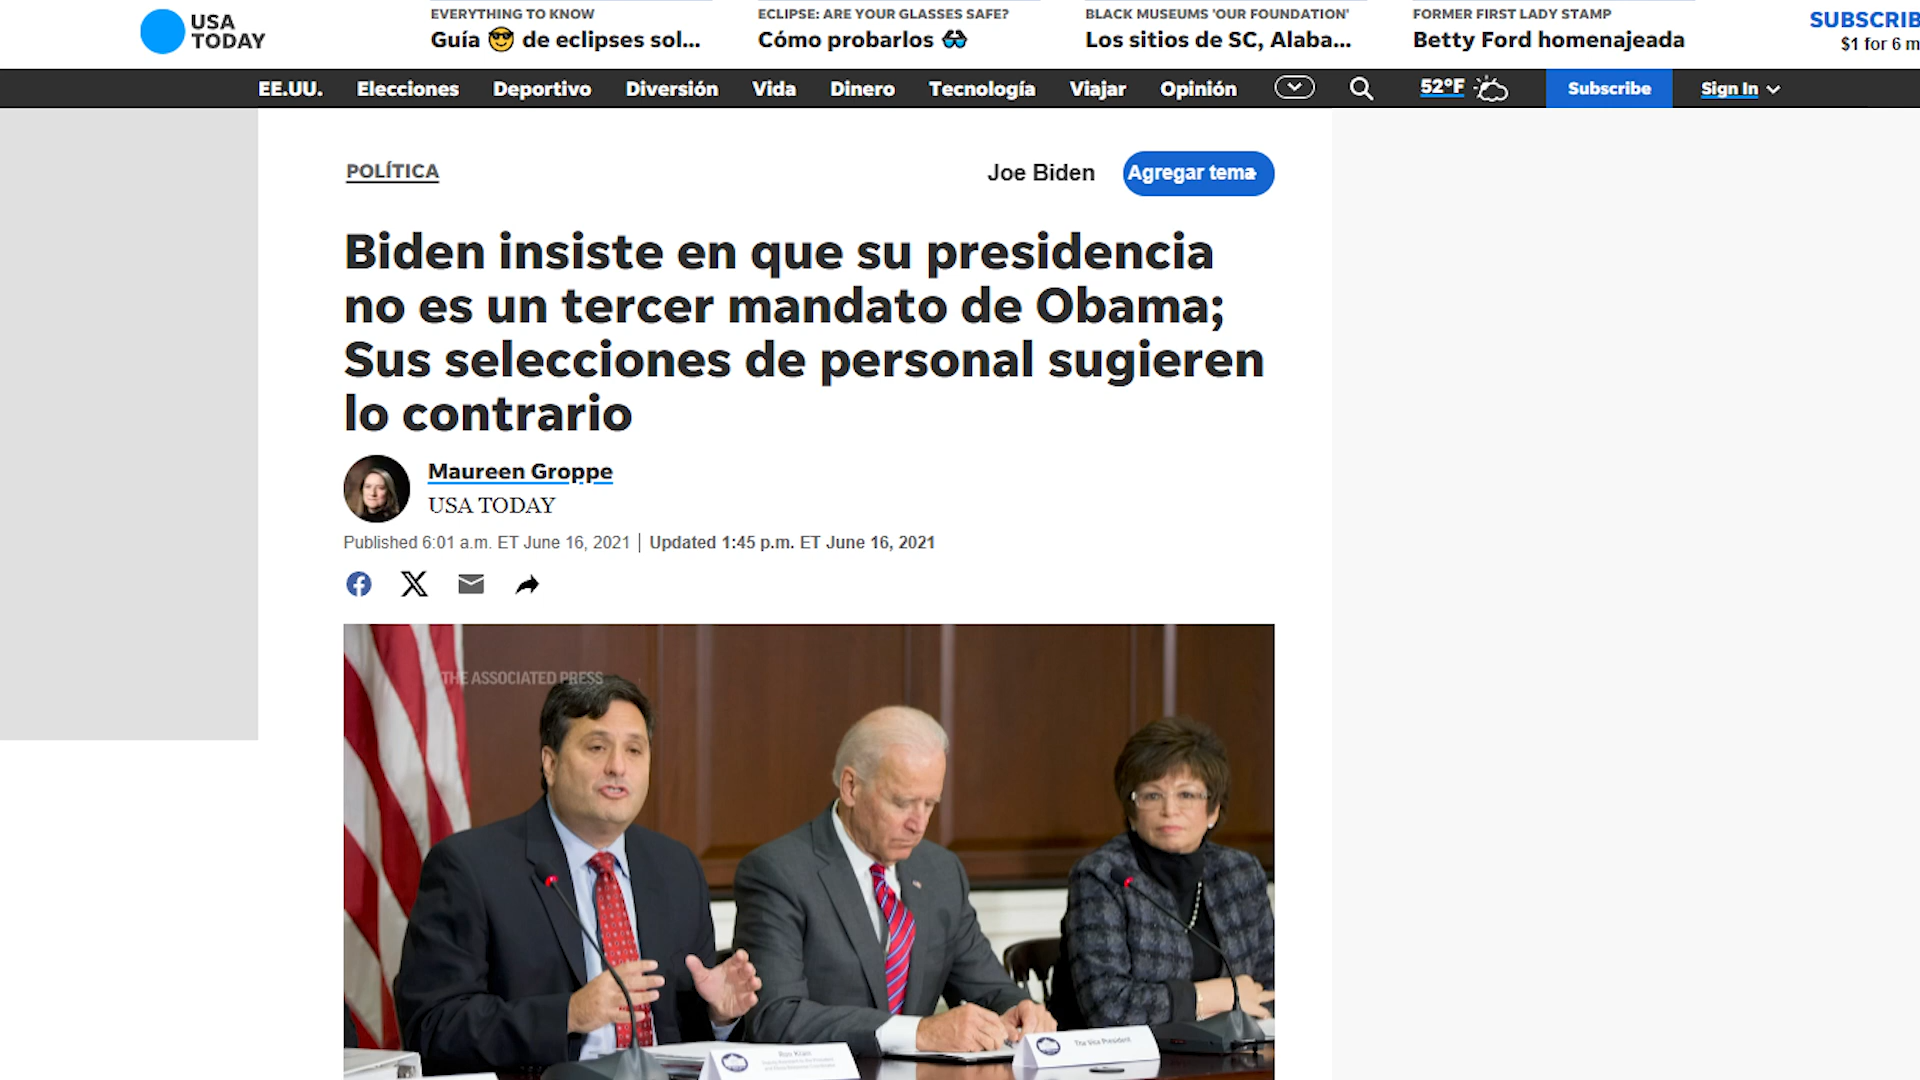 USA
TODAY
EVERYTHING TO KNOW
Guía 😎 de eclipses sol...
ECLIPSE: ARE YOUR GLASSES SAFE?
Cómo probarlos
BLACK MUSEUMS 'OUR FOUNDATION'
Los sitios de SC, Alaba...
FORMER FIRST LADY STAMP
Betty Ford homenajeada
SUBSCRIB
$1 for 6 m
EE.UU. Elecciones Deportivo Diversión Vida Dinero Tecnología Viajar Opinión 52°F Subscribe Sign In
POLÍTICA
Joe Biden Agregar tema
Biden insiste en que su presidencia
no es un tercer mandato de Obama;
Sus selecciones de personal sugieren
lo contrario
Maureen Groppe
USA TODAY
Published 6:01 a.m. ET June 16, 2021 | Updated 1:45 p.m. ET June 16, 2021
THE ASSOCIATED PRESS
Ron Klain
The Vice President